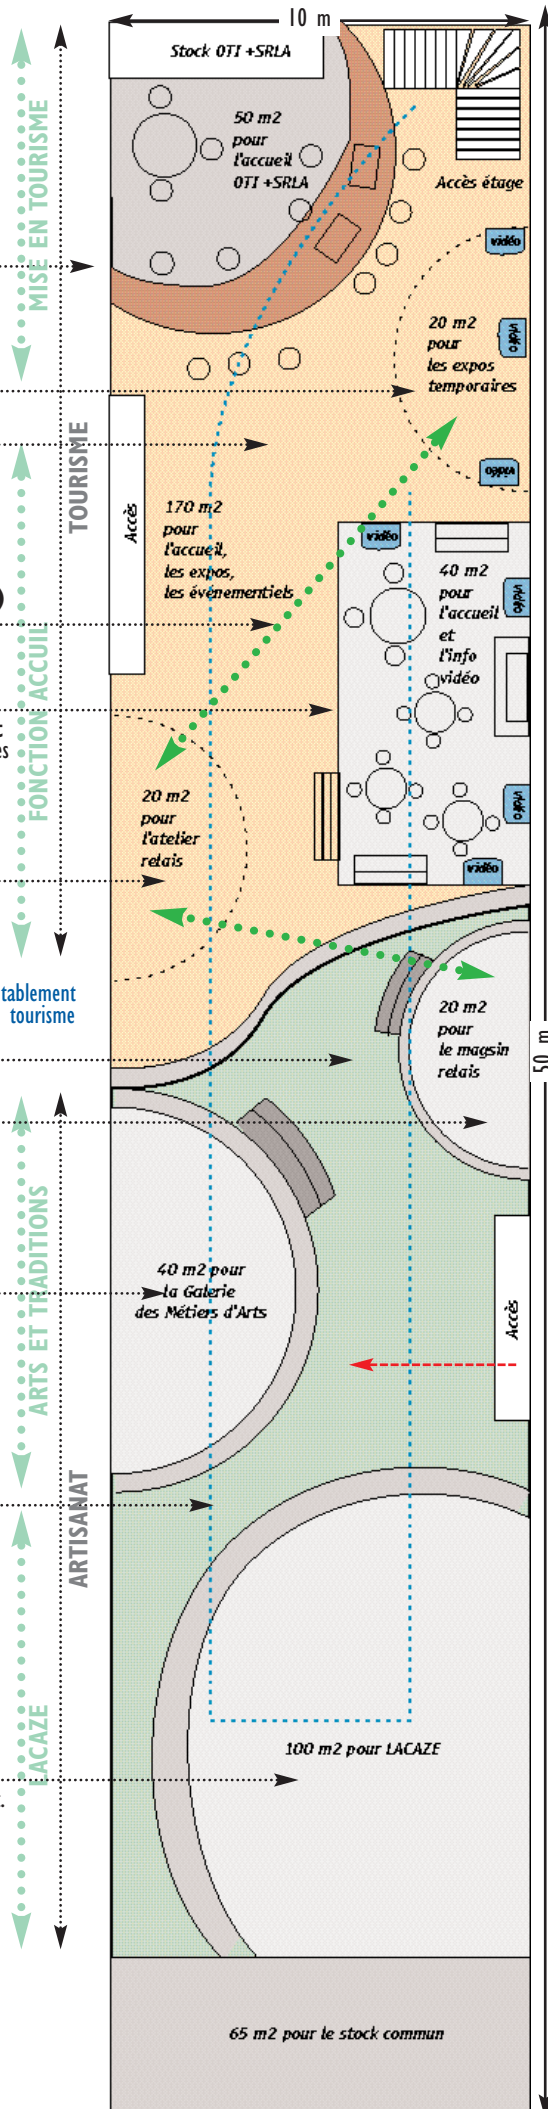 10 m
Stock OTI +SRLA
50 m2
pour
l'accueil
OTI +SRLA
Accès étage
vidéo
MISE EN TOURISME
20 m2
pour
les expos
temporaires
vidéo
vidéo
TOURISME
Accès
170 m2
pour
l'accueil,
les expos,
les événementiels
vidéo
40 m2
pour
l'accueil
et
l'info
vidéo
vidéo
)
FONCTION ACCUIL
es
20 m2
pour
l'atelier
relais
vidéo
vidéo
tablement
tourisme
20 m2
pour
le magsin
relais
50 m
ARTS ET TRADITIONS
40 m2 pour
la Galerie
des Métiers d'Arts
Accès
ARTISANAT
LACAZE
100 m2 pour LACAZE
65 m2 pour le stock commun